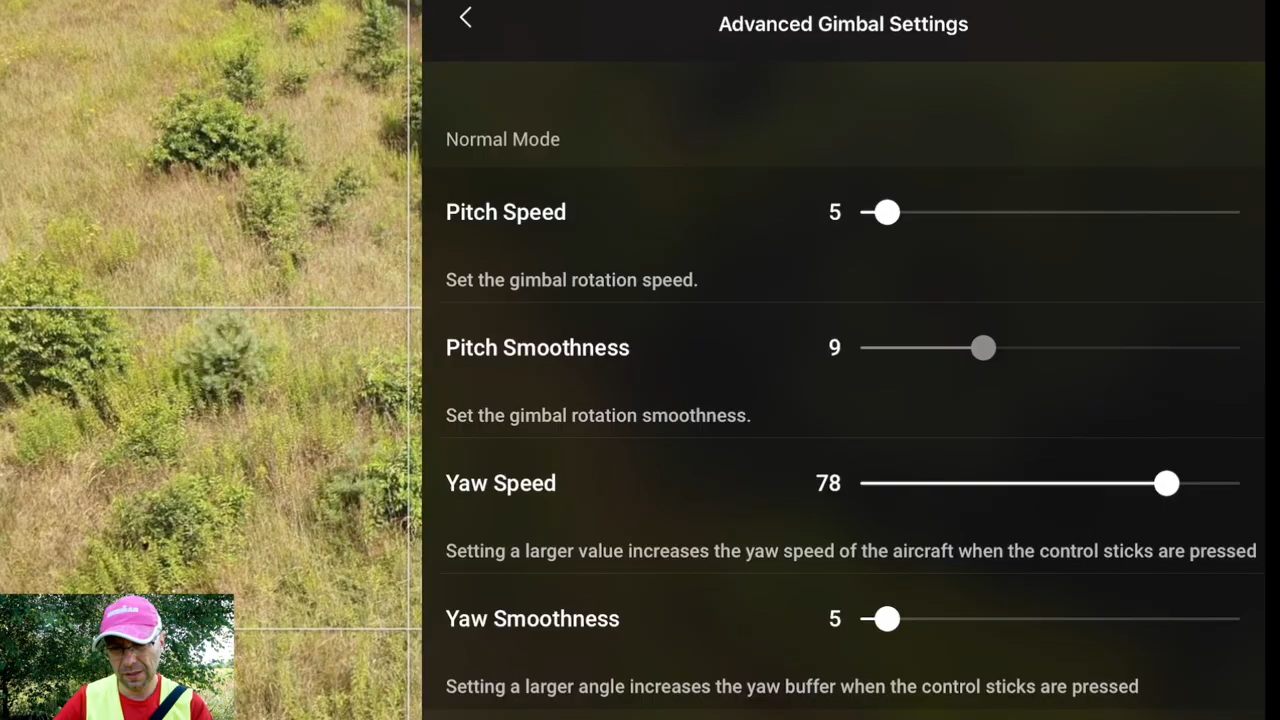 Advanced Gimbal Settings
Normal Mode
Pitch Speed 5
Set the gimbal rotation speed.
Pitch Smoothness 9
Set the gimbal rotation smoothness.
Yaw Speed 78
Setting a larger value increases the yaw speed of the aircraft when the control sticks are pressed
Yaw Smoothness 5
Setting a larger angle increases the yaw buffer when the control sticks are pressed